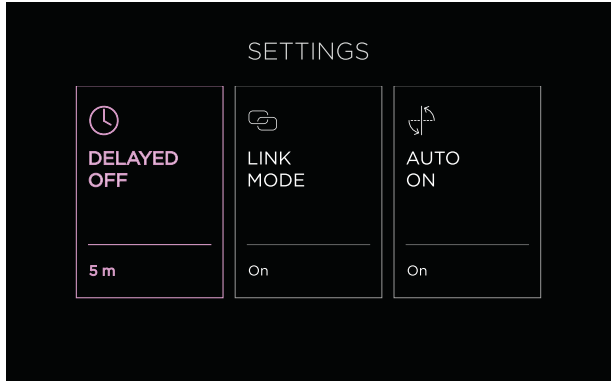 SETTINGS
DELAYED
OFF
5 m
LINK
MODE
On
AUTO
ON
On